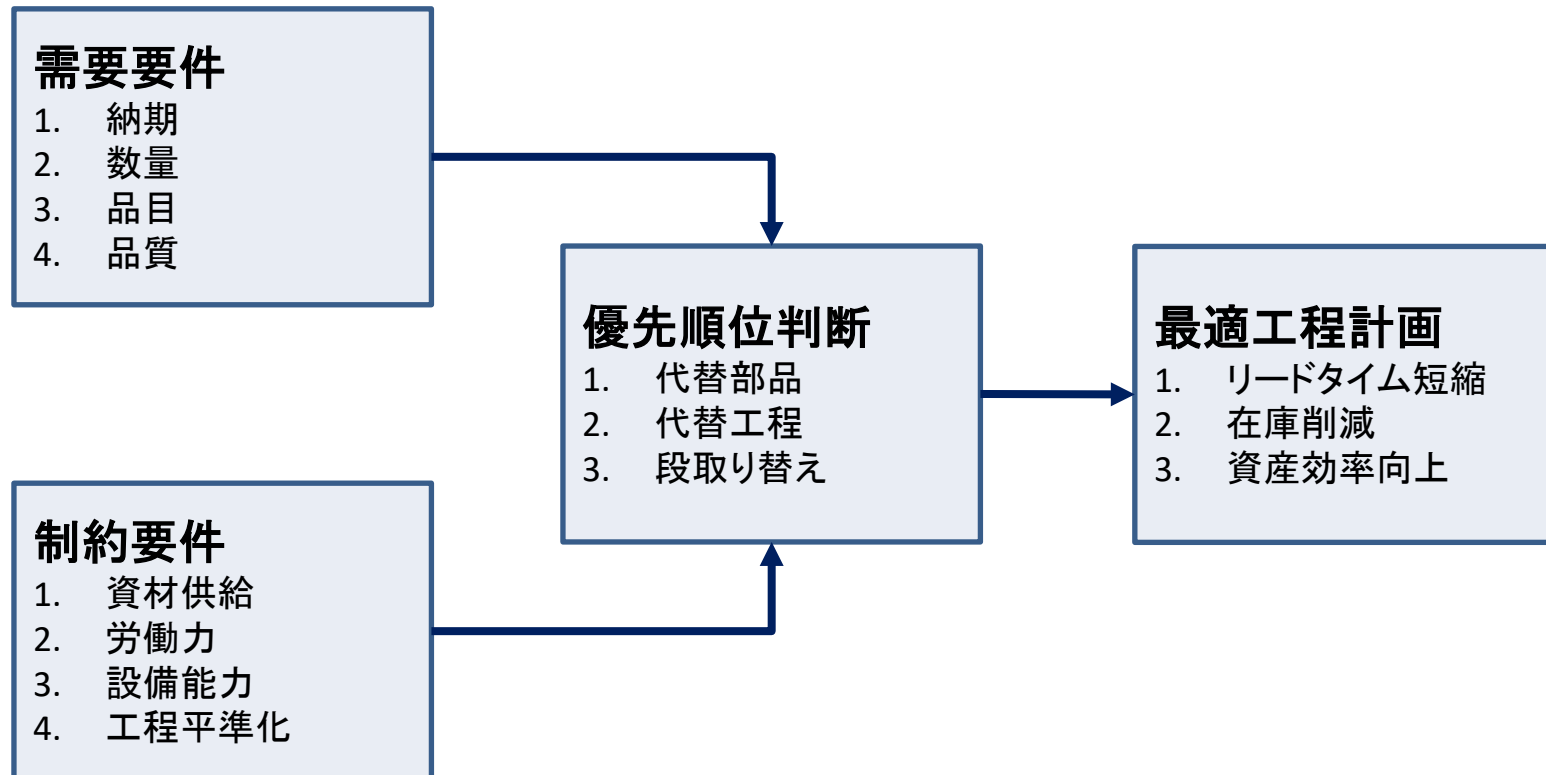 需要要件
1. 納期
2. 数量
3. 品目
4. 品質
制約要件
1. 資材供給
2. 労働力
3. 設備能力
4. 工程平準化
優先順位判断
1. 代替部品
2. 代替工程
3. 段取り替え
最適工程計画
1. リードタイム短縮
2. 在庫削減
3. 資産効率向上